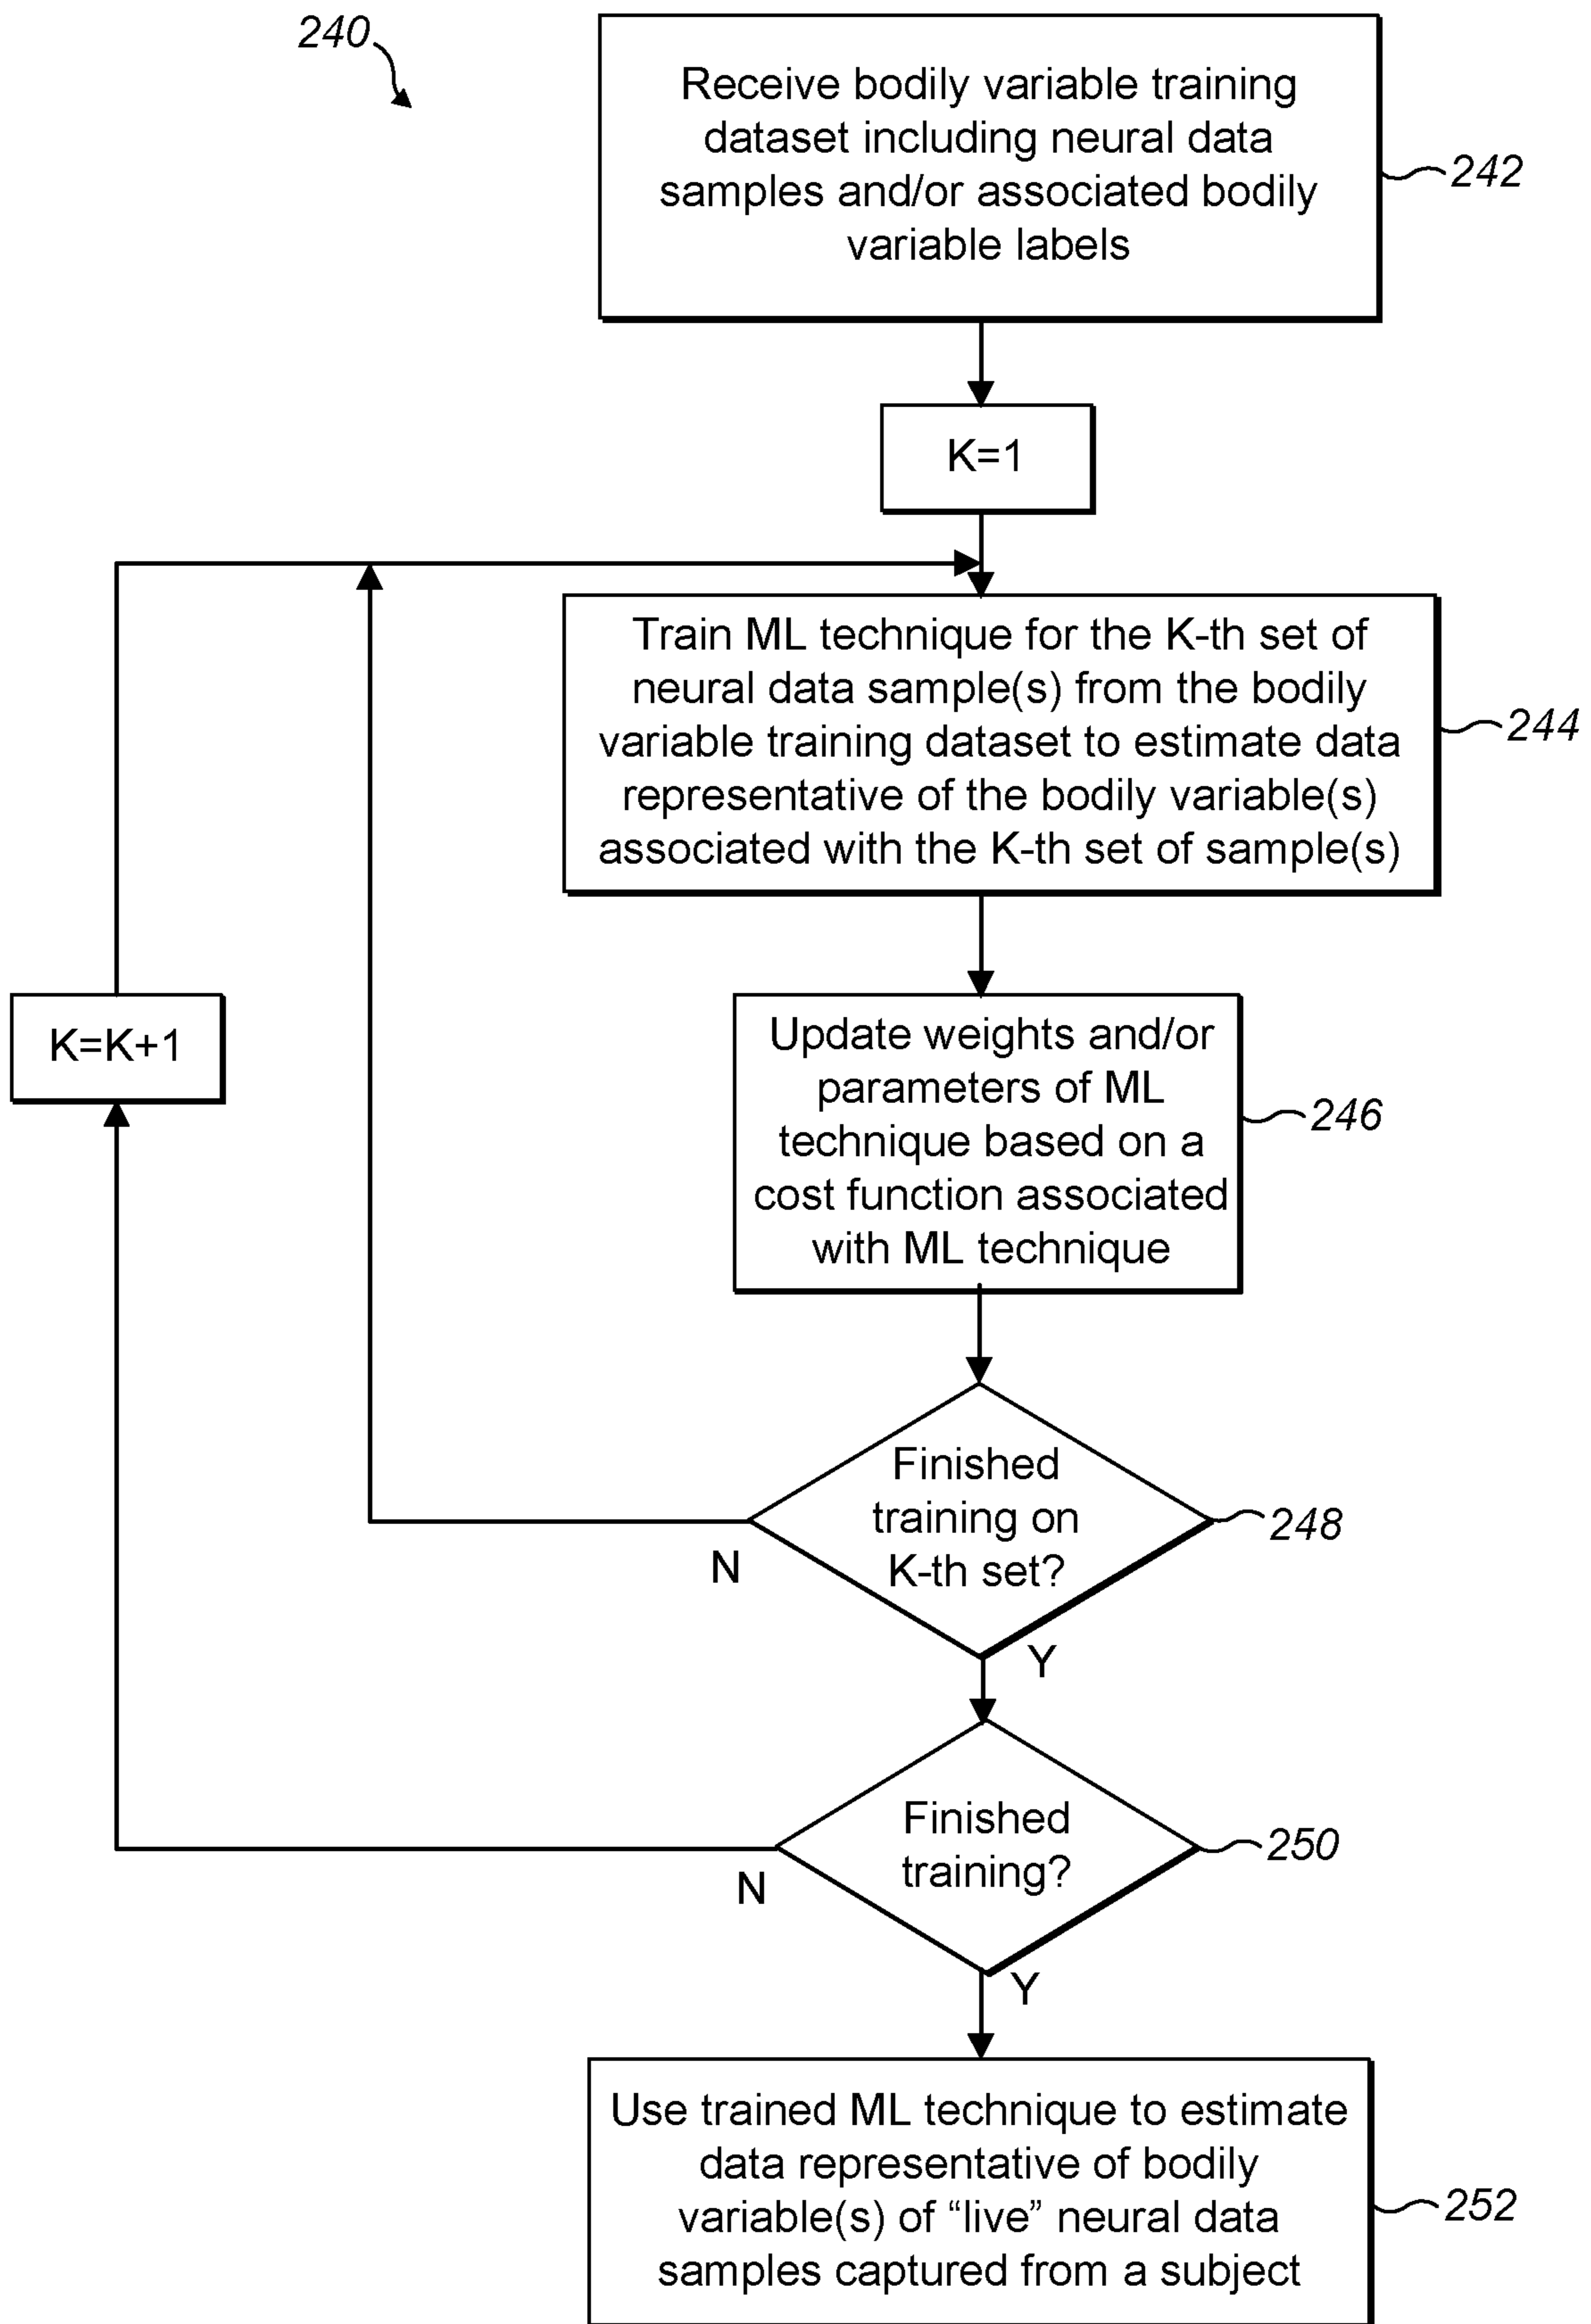 240
Receive bodily variable training
dataset including neural data
samples and/or associated bodily
variable labels
242
K=1
Train ML technique for the K-th set of
neural data sample(s) from the bodily
variable training dataset to estimate data
representative of the bodily variable(s)
associated with the K-th set of sample(s)
244
K=K+1
Update weights and/or
parameters of ML
technique based on a
cost function associated
with ML technique
246
Finished
training on
K-th set?
248
N
Y
Finished
training?
250
N
Y
Use trained ML technique to estimate
data representative of bodily
variable(s) of “live” neural data
samples captured from a subject
252